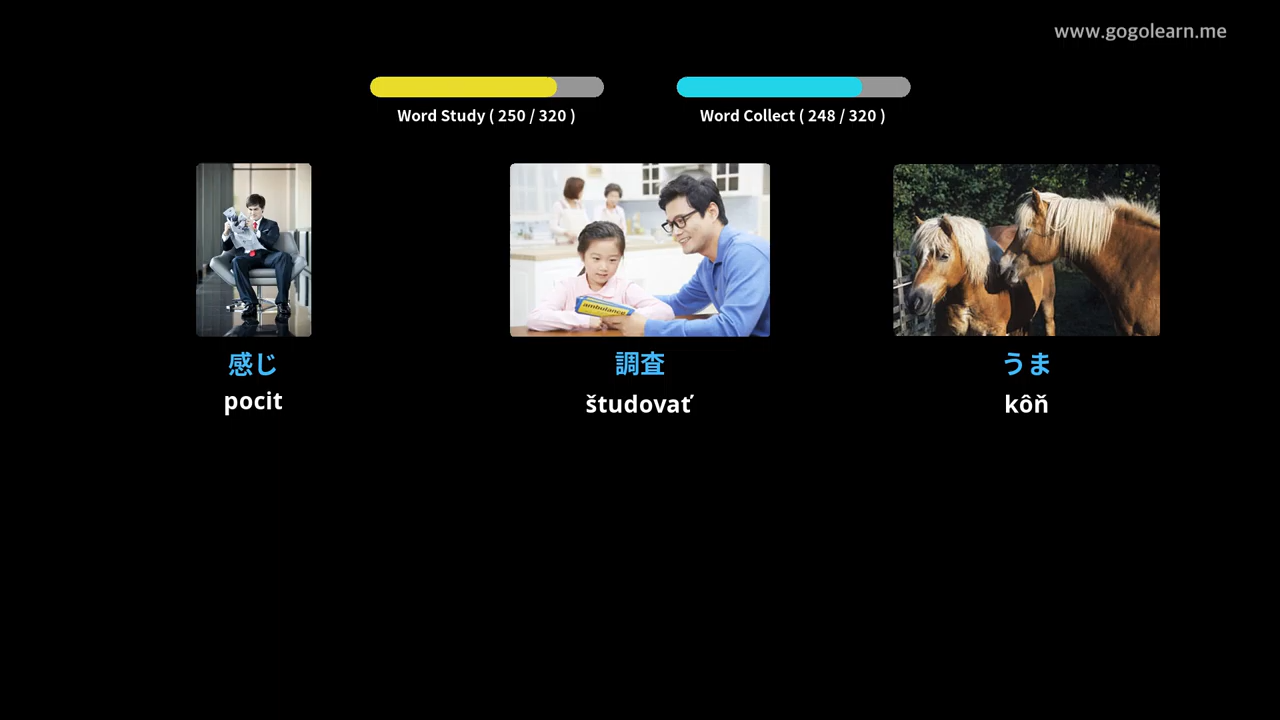 www.gogolearn.me
Word Study ( 250 / 320 )
Word Collect ( 248 / 320 )
ambulance
感じ
調査
うま
pocit
študovať
kôň